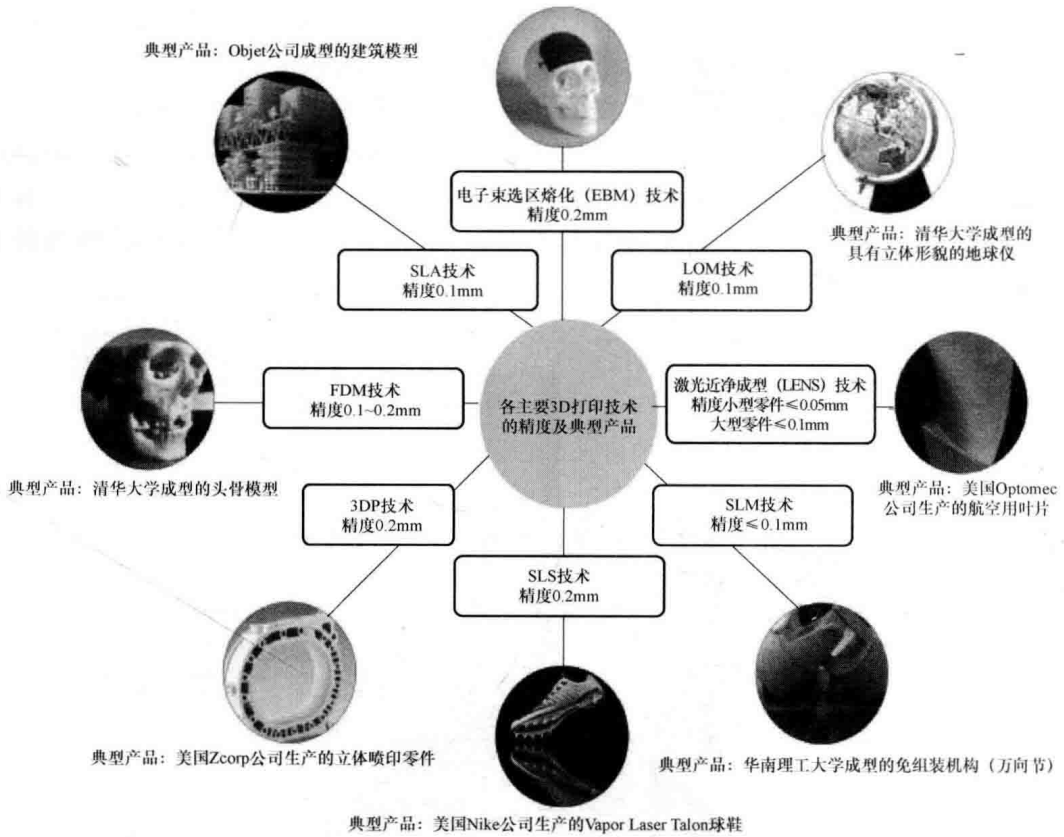 典型产品：Objet公司成型的建筑模型
电子束选区熔化（EBM）技术
精度0.2mm
典型产品：清华大学成型的
具有立体形貌的地球仪
SLA技术
精度0.1mm
LOM技术
精度0.1mm
FDM技术
精度0.1~0.2mm
各主要3D打印技术
的精度及典型产品
激光近净成型（LENS）技术
精度小型零件≤0.05mm
大型零件≤0.1mm
典型产品：清华大学成型的头骨模型
典型产品：美国Optomec
公司生产的航空用叶片
3DP技术
精度0.2mm
SLM技术
精度≤0.1mm
SLS技术
精度0.2mm
典型产品：美国Zcorp公司生产的立体喷印零件
典型产品：华南理工大学成型的免组装机构（万向节）
典型产品：美国Nike公司生产的Vapor Laser Talon球鞋